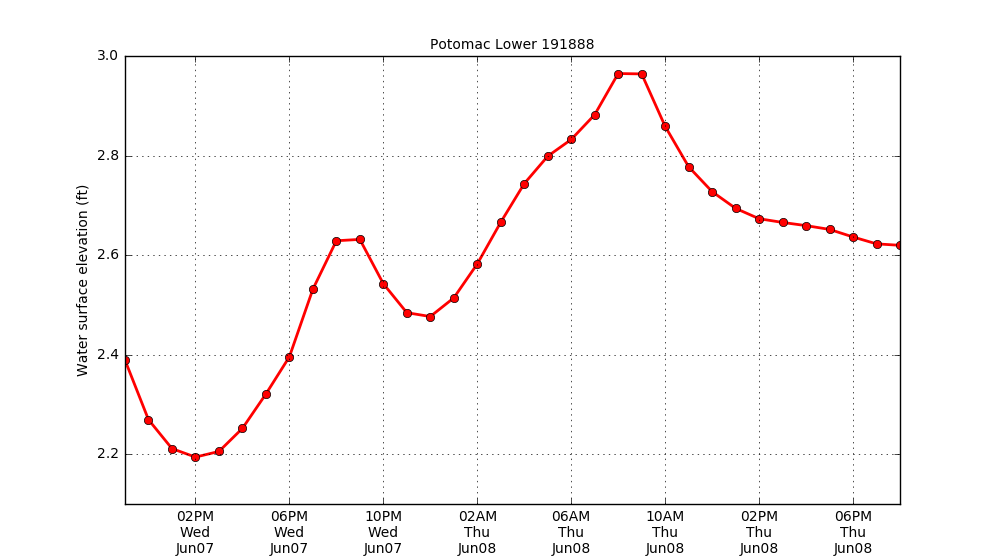 Potomac Lower 191888
Water surface elevation (ft)
3.0
2.8
2.6
2.4
2.2
02PM 06PM 10PM 02AM 06AM 10AM 02PM 06PM
Wed Wed Wed Thu Thu Thu Thu Thu
Jun07 Jun07 Jun07 Jun08 Jun08 Jun08 Jun08 Jun08